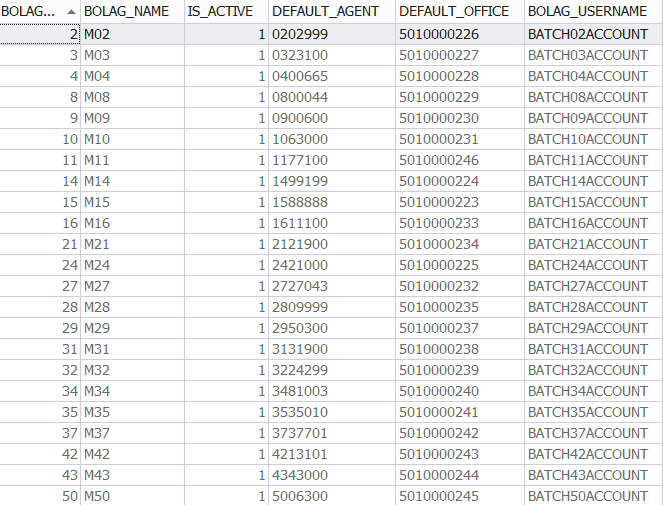 BOLAG... BOLAG_NAME IS_ACTIVE DEFAULT_AGENT DEFAULT_OFFICE BOLAG_USERNAME
2 M02 1 0202999 5010000226 BATCH02ACCOUNT
3 M03 1 0323100 5010000227 BATCH03ACCOUNT
4 M04 1 0400665 5010000228 BATCH04ACCOUNT
8 M08 1 0800044 5010000229 BATCH08ACCOUNT
9 M09 1 0900600 5010000230 BATCH09ACCOUNT
10 M10 1 1063000 5010000231 BATCH10ACCOUNT
11 M11 1 1177100 5010000246 BATCH11ACCOUNT
14 M14 1 1499199 5010000224 BATCH14ACCOUNT
15 M15 1 1588888 5010000223 BATCH15ACCOUNT
16 M16 1 1611100 5010000233 BATCH16ACCOUNT
21 M21 1 2121900 5010000234 BATCH21ACCOUNT
24 M24 1 2421000 5010000225 BATCH24ACCOUNT
27 M27 1 2727043 5010000232 BATCH27ACCOUNT
28 M28 1 2809999 5010000235 BATCH28ACCOUNT
29 M29 1 2950300 5010000237 BATCH29ACCOUNT
31 M31 1 3131900 5010000238 BATCH31ACCOUNT
32 M32 1 3224299 5010000239 BATCH32ACCOUNT
34 M34 1 3481003 5010000240 BATCH34ACCOUNT
35 M35 1 3535010 5010000241 BATCH35ACCOUNT
37 M37 1 3737701 5010000242 BATCH37ACCOUNT
42 M42 1 4213101 5010000243 BATCH42ACCOUNT
43 M43 1 4343000 5010000244 BATCH43ACCOUNT
50 M50 1 5006300 5010000245 BATCH50ACCOUNT